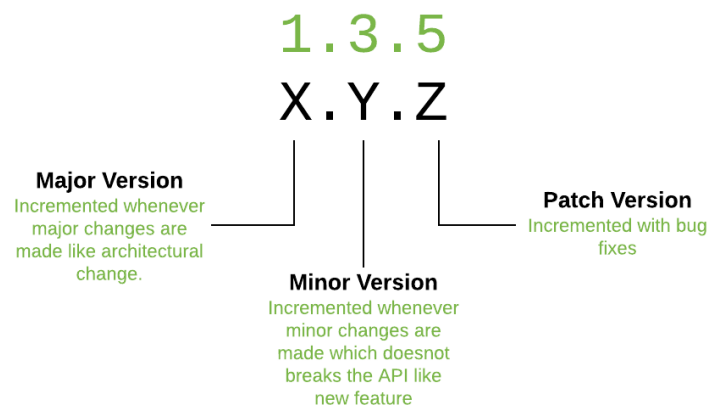 1.3.5
X.Y.Z
Major Version
Incremented whenever
major changes are
made like architectural
change.
Minor Version
Incremented whenever
minor changes are
made which doesnot
breaks the API like
new feature
Patch Version
Incremented with bug
fixes